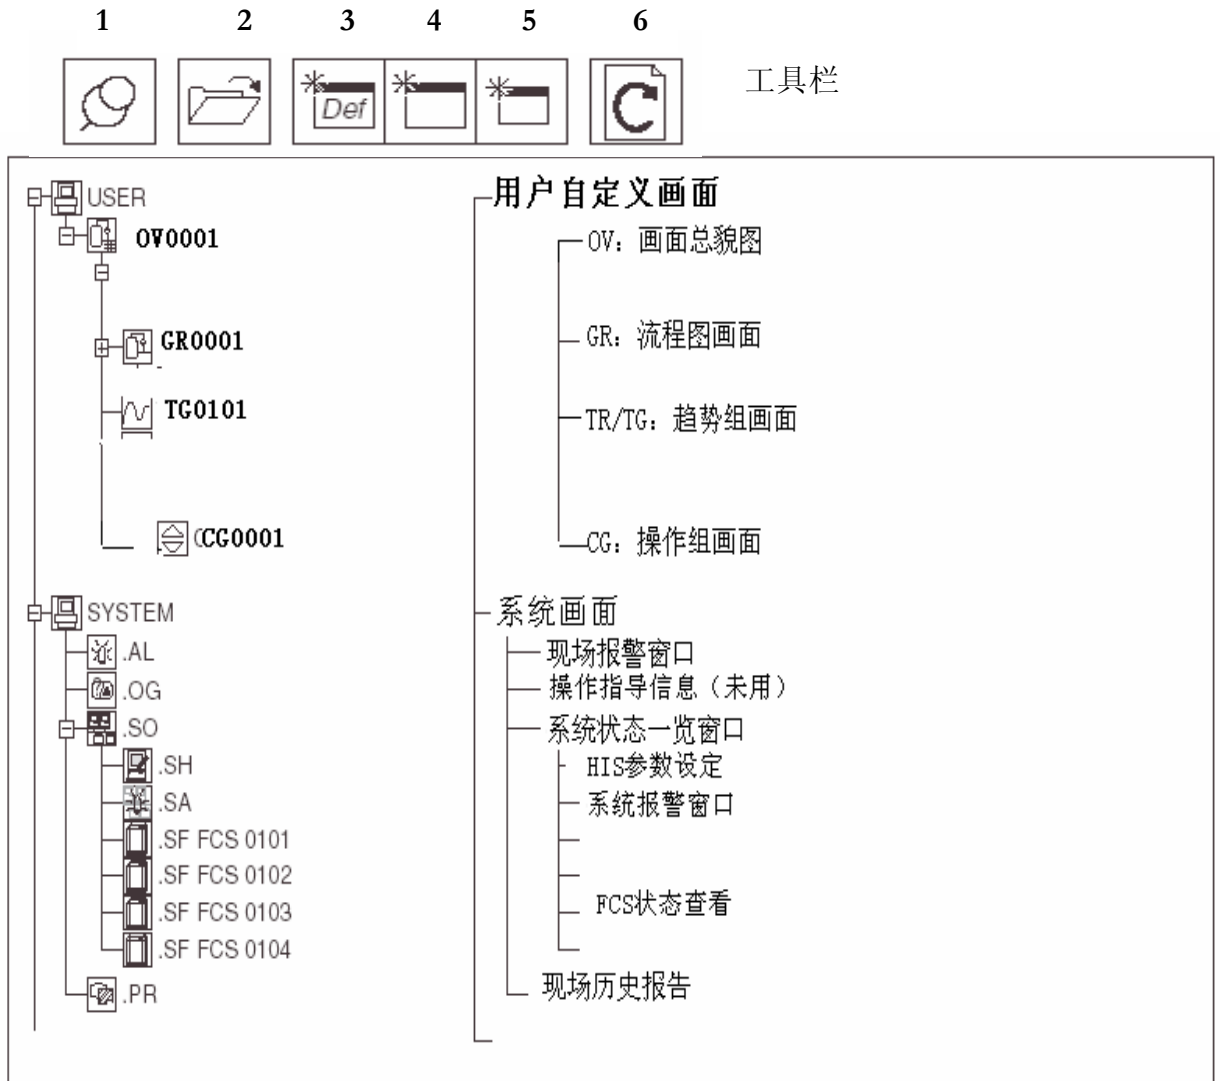 1 2 3 4 5 6
Def
工具栏
USER
OV0001
GR0001
TG0101
CCG0001
SYSTEM
.AL
.OG
.SO
.SH
.SA
.SF FCS 0101
.SF FCS 0102
.SF FCS 0103
.SF FCS 0104
.PR
用户自定义画面
OV：画面总貌图
GR：流程图画面
TR/TG：趋势组画面
CG：操作组画面
系统画面
现场报警窗口
操作指导信息（未用）
系统状态一览窗口
HIS参数设定
系统报警窗口
FCS状态查看
现场历史报告